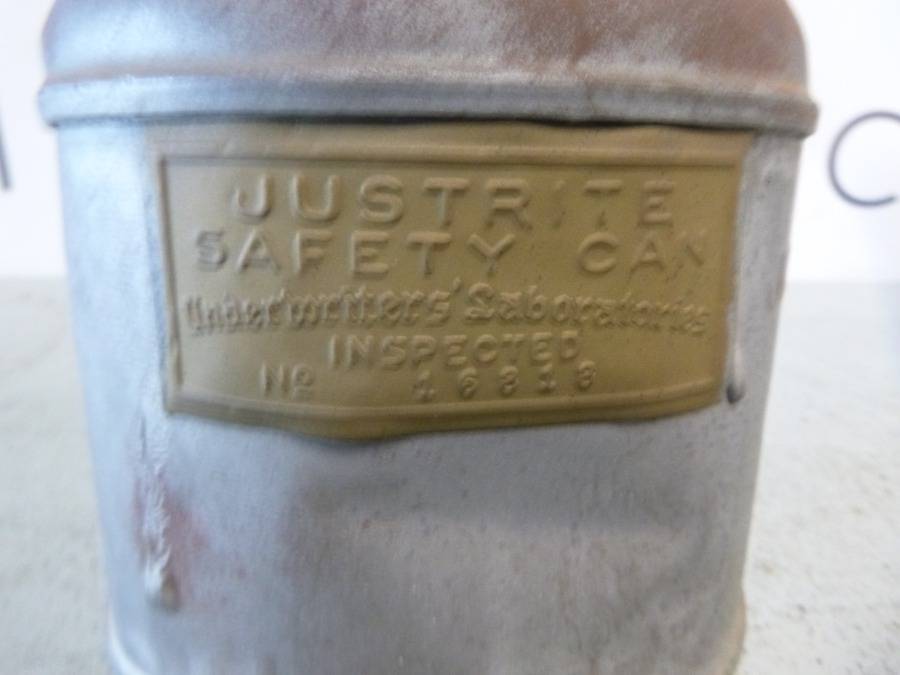 JUSTRITE
SAFETY CAN
Underwriters' Laboratories
INSPECTED
No